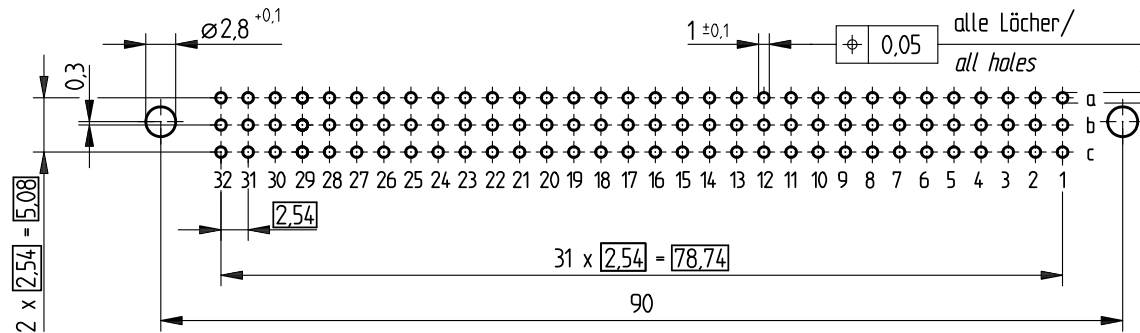 ⌀2,8 +0,1
1 ±0,1
⌖ 0,05
alle Löcher/
all holes
0,3
a
b
c
32 31 30 29 28 27 26 25 24 23 22 21 20 19 18 17 16 15 14 13 12 11 10 9 8 7 6 5 4 3 2 1
2,54
2 x 2,54 = 5,08
31 x 2,54 = 78,74
90